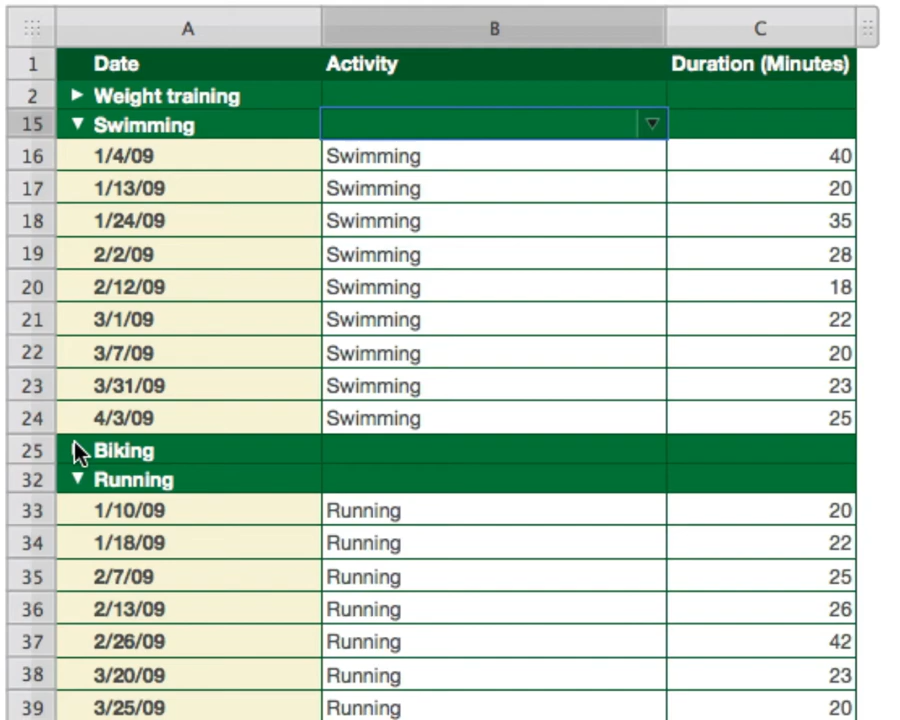 A B C
1 Date Activity Duration (Minutes)
2 Weight training
15 Swimming
16 1/4/09 Swimming 40
17 1/13/09 Swimming 20
18 1/24/09 Swimming 35
19 2/2/09 Swimming 28
20 2/12/09 Swimming 18
21 3/1/09 Swimming 22
22 3/7/09 Swimming 20
23 3/31/09 Swimming 23
24 4/3/09 Swimming 25
25 Biking
32 Running
33 1/10/09 Running 20
34 1/18/09 Running 22
35 2/7/09 Running 25
36 2/13/09 Running 26
37 2/26/09 Running 42
38 3/20/09 Running 23
39 3/25/09 Running 20